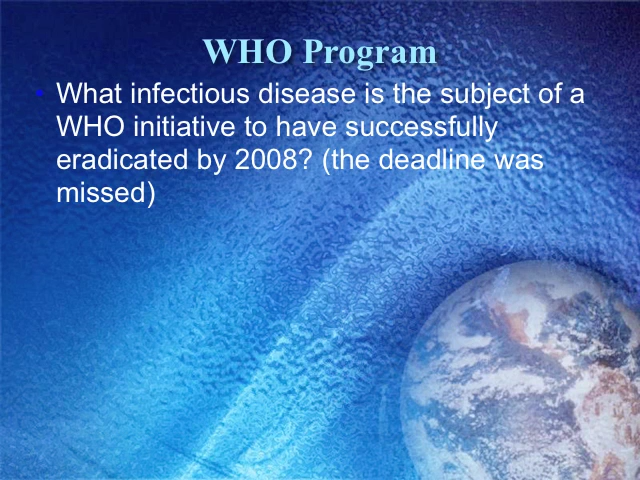 WHO Program
• What infectious disease is the subject of a
WHO initiative to have successfully
eradicated by 2008? (the deadline was
missed)